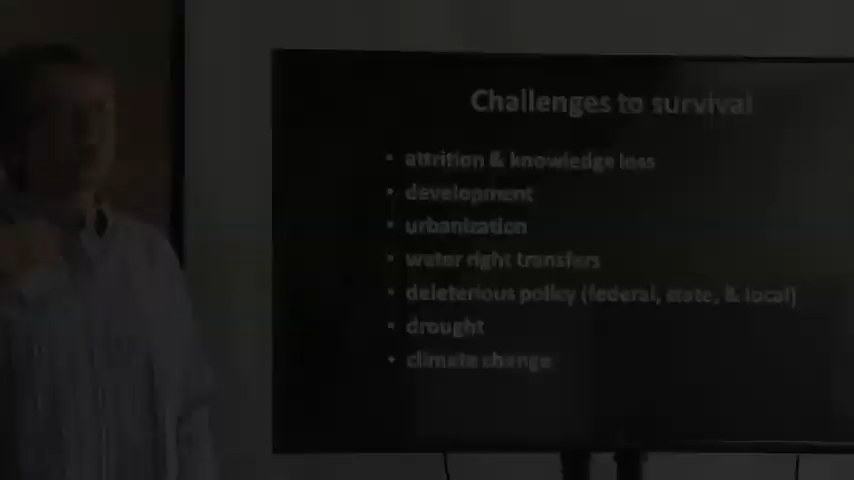 Challenges to survival
• attrition & knowledge loss
• development
• urbanization
• water right transfers
• deleterious policy (federal, state, & local)
• drought
• climate change